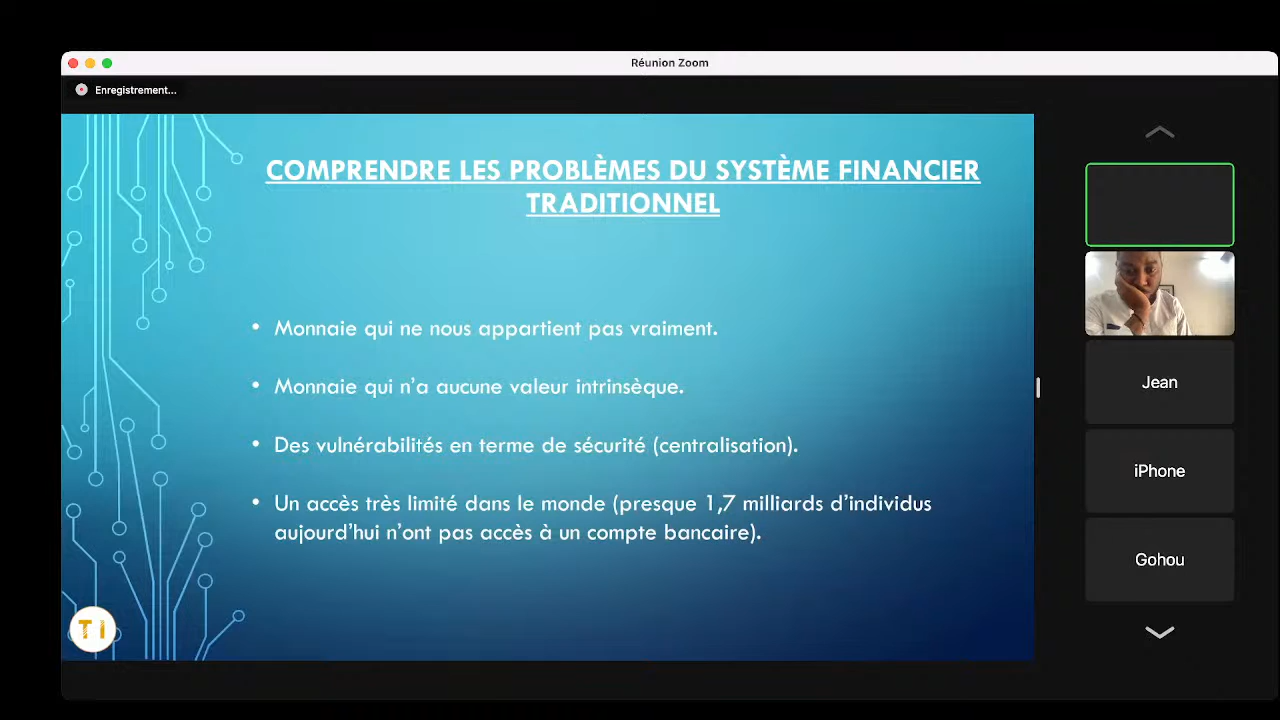 Réunion Zoom
Enregistrement...
COMPRENDRE LES PROBLÈMES DU SYSTÈME FINANCIER
TRADITIONNEL
• Monnaie qui ne nous appartient pas vraiment.
• Monnaie qui n’a aucune valeur intrinsèque.
• Des vulnérabilités en terme de sécurité (centralisation).
• Un accès très limité dans le monde (presque 1,7 milliards d’individus
aujourd’hui n’ont pas accès à un compte bancaire).
TI
Jean
iPhone
Gohou